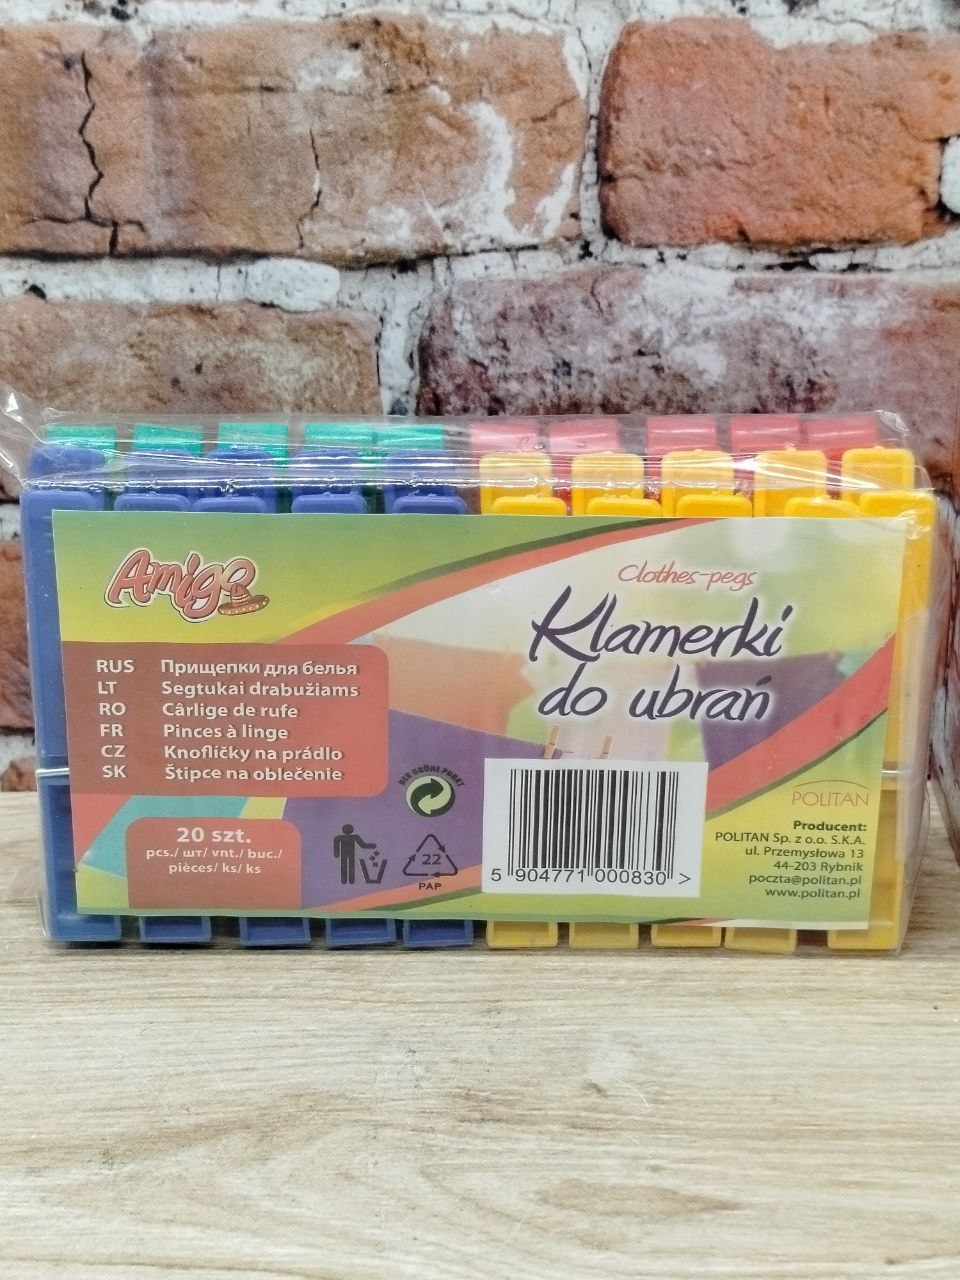 Amigo
Clothes-pegs
Klamerki
do ubrań
RUS Прищепки для белья
LT Segtukai drabužiams
RO Cârlige de rufe
FR Pinces à linge
CZ Knoflíčky na prádlo
SK Štipce na oblečenie
20 szt.
pcs./ шт/ vnt./ buc./
pièces/ ks/ ks
DER GRÜNE PUNKT
22
PAP
5 904771 000830 >
POLITAN
Producent:
POLITAN Sp. z o.o. S.K.A.
ul. Przemysłowa 13
44-203 Rybnik
poczta@politan.pl
www.politan.pl